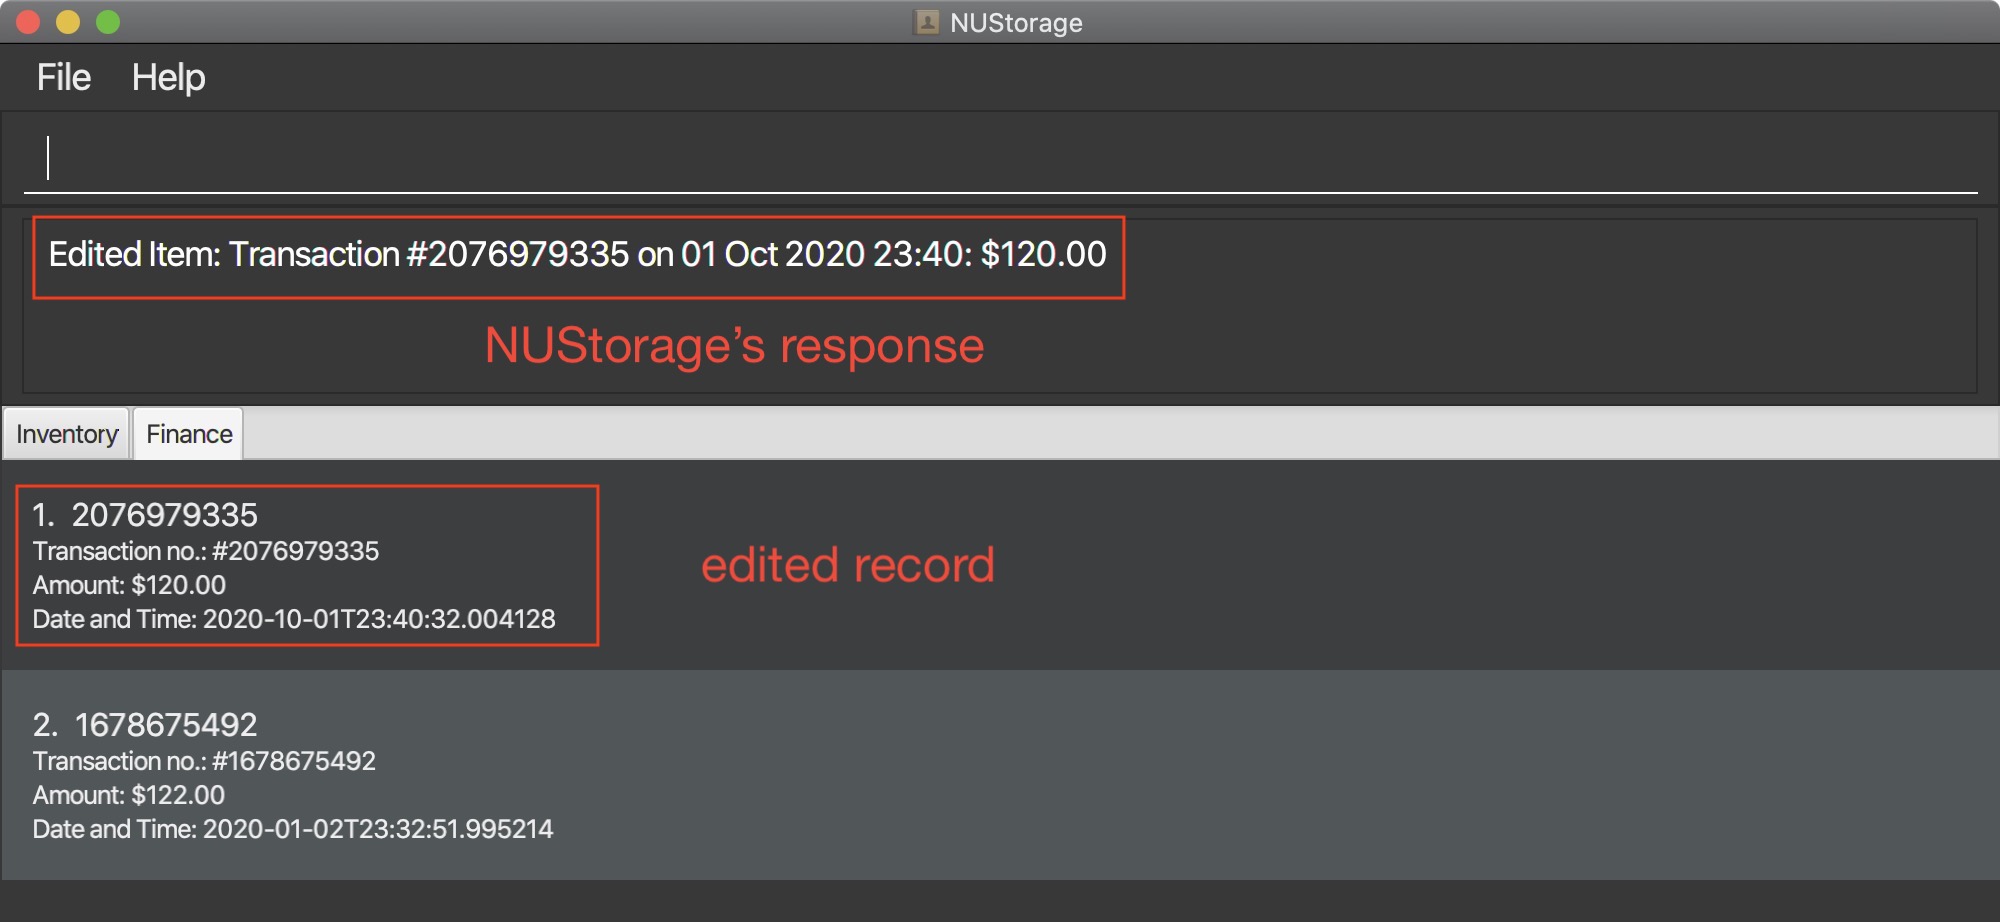 NUStorage
File Help
Edited Item: Transaction #2076979335 on 01 Oct 2020 23:40: $120.00
NUStorage’s response
Inventory Finance
1. 2076979335
Transaction no.: #2076979335
Amount: $120.00
Date and Time: 2020-10-01T23:40:32.004128
edited record
2. 1678675492
Transaction no.: #1678675492
Amount: $122.00
Date and Time: 2020-01-02T23:32:51.995214